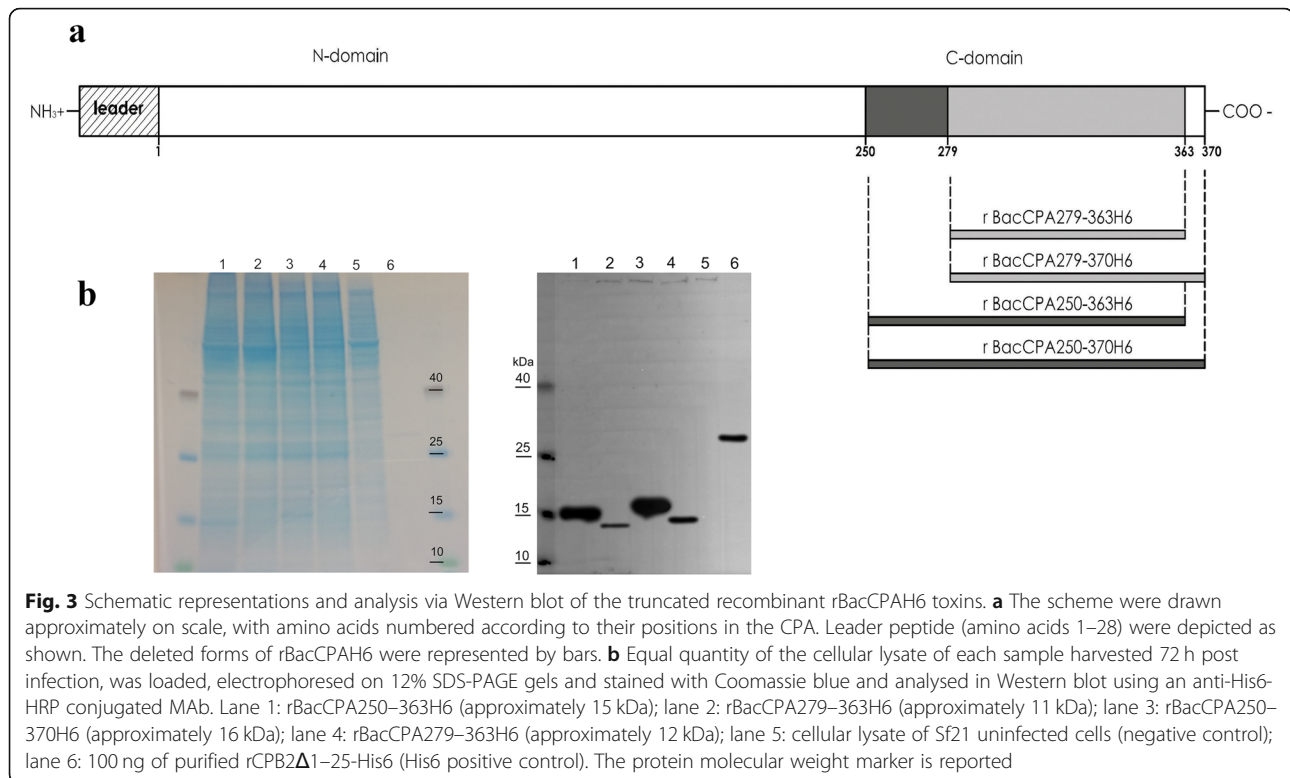 a
N-domain
C-domain
NH₃+
leader
COO -
1
250
279
363
370
r BacCPA279-363H6
r BacCPA279-370H6
r BacCPA250-363H6
r BacCPA250-370H6
b
1 2 3 4 5 6
40
25
15
10
1 2 3 4 5 6
kDa
40
25
15
10
Fig. 3 Schematic representations and analysis via Western blot of the truncated recombinant rBacCPAH6 toxins. a The scheme were drawn
approximately on scale, with amino acids numbered according to their positions in the CPA. Leader peptide (amino acids 1–28) were depicted as
shown. The deleted forms of rBacCPAH6 were represented by bars. b Equal quantity of the cellular lysate of each sample harvested 72 h post
infection, was loaded, electrophoresed on 12% SDS-PAGE gels and stained with Coomassie blue and analysed in Western blot using an anti-His6-
HRP conjugated MAb. Lane 1: rBacCPA250–363H6 (approximately 15 kDa); lane 2: rBacCPA279–363H6 (approximately 11 kDa); lane 3: rBacCPA250–
370H6 (approximately 16 kDa); lane 4: rBacCPA279–363H6 (approximately 12 kDa); lane 5: cellular lysate of Sf21 uninfected cells (negative control);
lane 6: 100 ng of purified rCPB2Δ1–25-His6 (His6 positive control). The protein molecular weight marker is reported